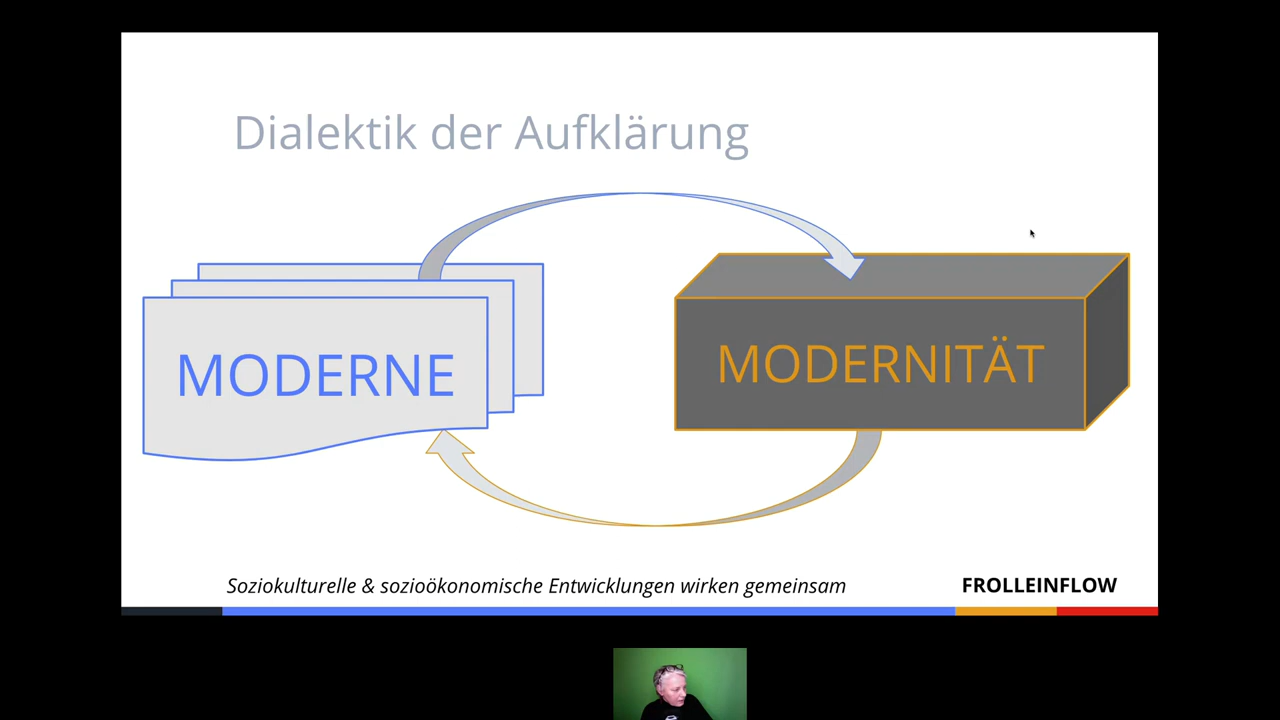 Dialektik der Aufklärung
MODERNE
MODERNITÄT
Soziokulturelle & sozioökonomische Entwicklungen wirken gemeinsam
FROLLEINFLOW